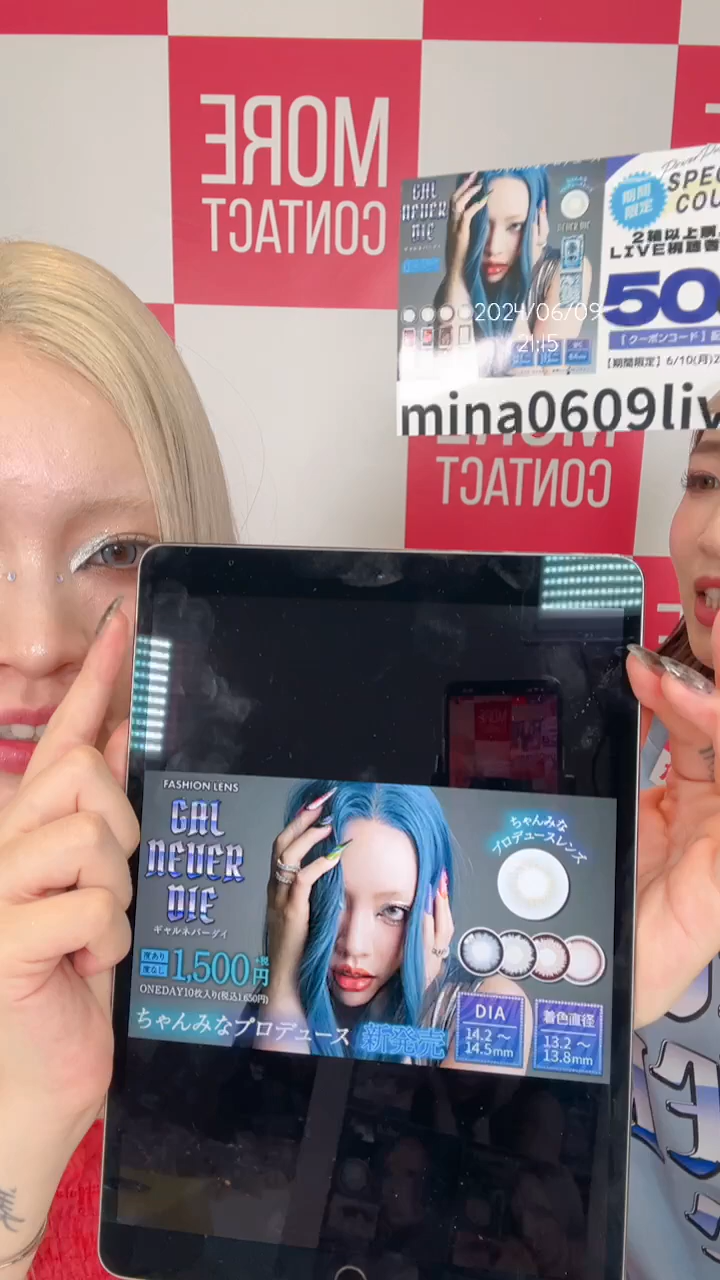 MORE
CONTACT
GAL
NEVER
DIE
期間
限定
SPEC
COU
2箱以上購
LIVE視聴者
50
【クーポンコード】配
【期間限定】6/10(月)2
2024/06/09
21:15
mina0609liv
CONTACT
FASHION LENS
GAL
NEVER
DIE
ギャルネバーダイ
度あり
度なし
1,500円+税
ONEDAY10枚入り(税込1,650円)
ちゃんみなプロデュース 新発売
ちゃんみな
プロデュースレンズ
DIA
14.2 〜
14.5mm
着色直径
13.2 〜
13.8mm